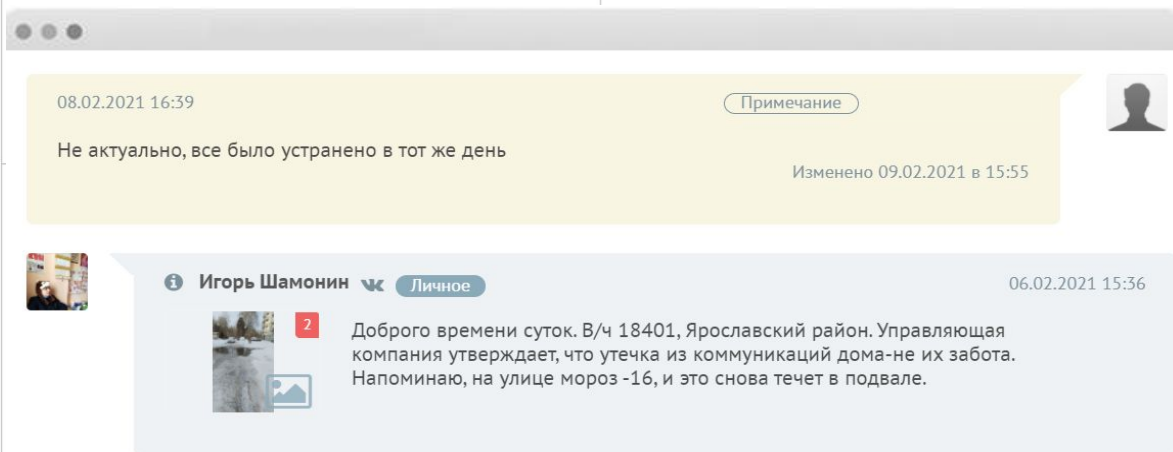 08.02.2021 16:39
Примечание
Не актуально, все было устранено в тот же день
Изменено 09.02.2021 в 15:55
Игорь Шамонин
Личное
06.02.2021 15:36
2
Доброго времени суток. В/ч 18401, Ярославский район. Управляющая
компания утверждает, что утечка из коммуникаций дома-не их забота.
Напоминаю, на улице мороз -16, и это снова течет в подвале.